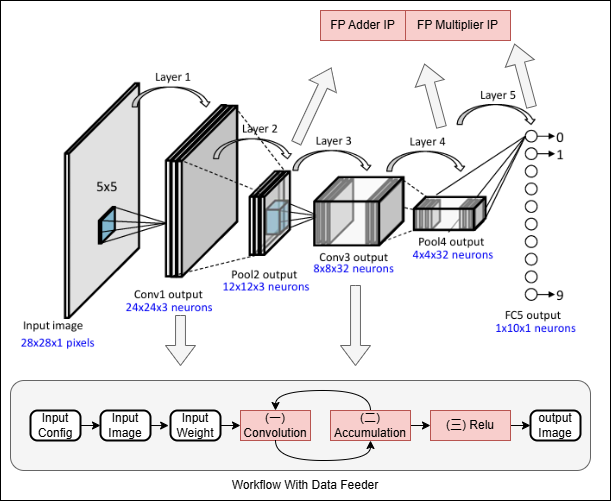 FP Adder IP
FP Multiplier IP
Layer 1
Layer 2
Layer 3
Layer 4
Layer 5
5x5
0
1
9
Input image
28x28x1 pixels
Conv1 output
24x24x3 neurons
Pool2 output
12x12x3 neurons
Conv3 output
8x8x32 neurons
Pool4 output
4x4x32 neurons
FC5 output
1x10x1 neurons
Input
Config
Input
Image
Input
Weight
(一)
Convolution
(二)
Accumulation
(三) Relu
output
Image
Workflow With Data Feeder